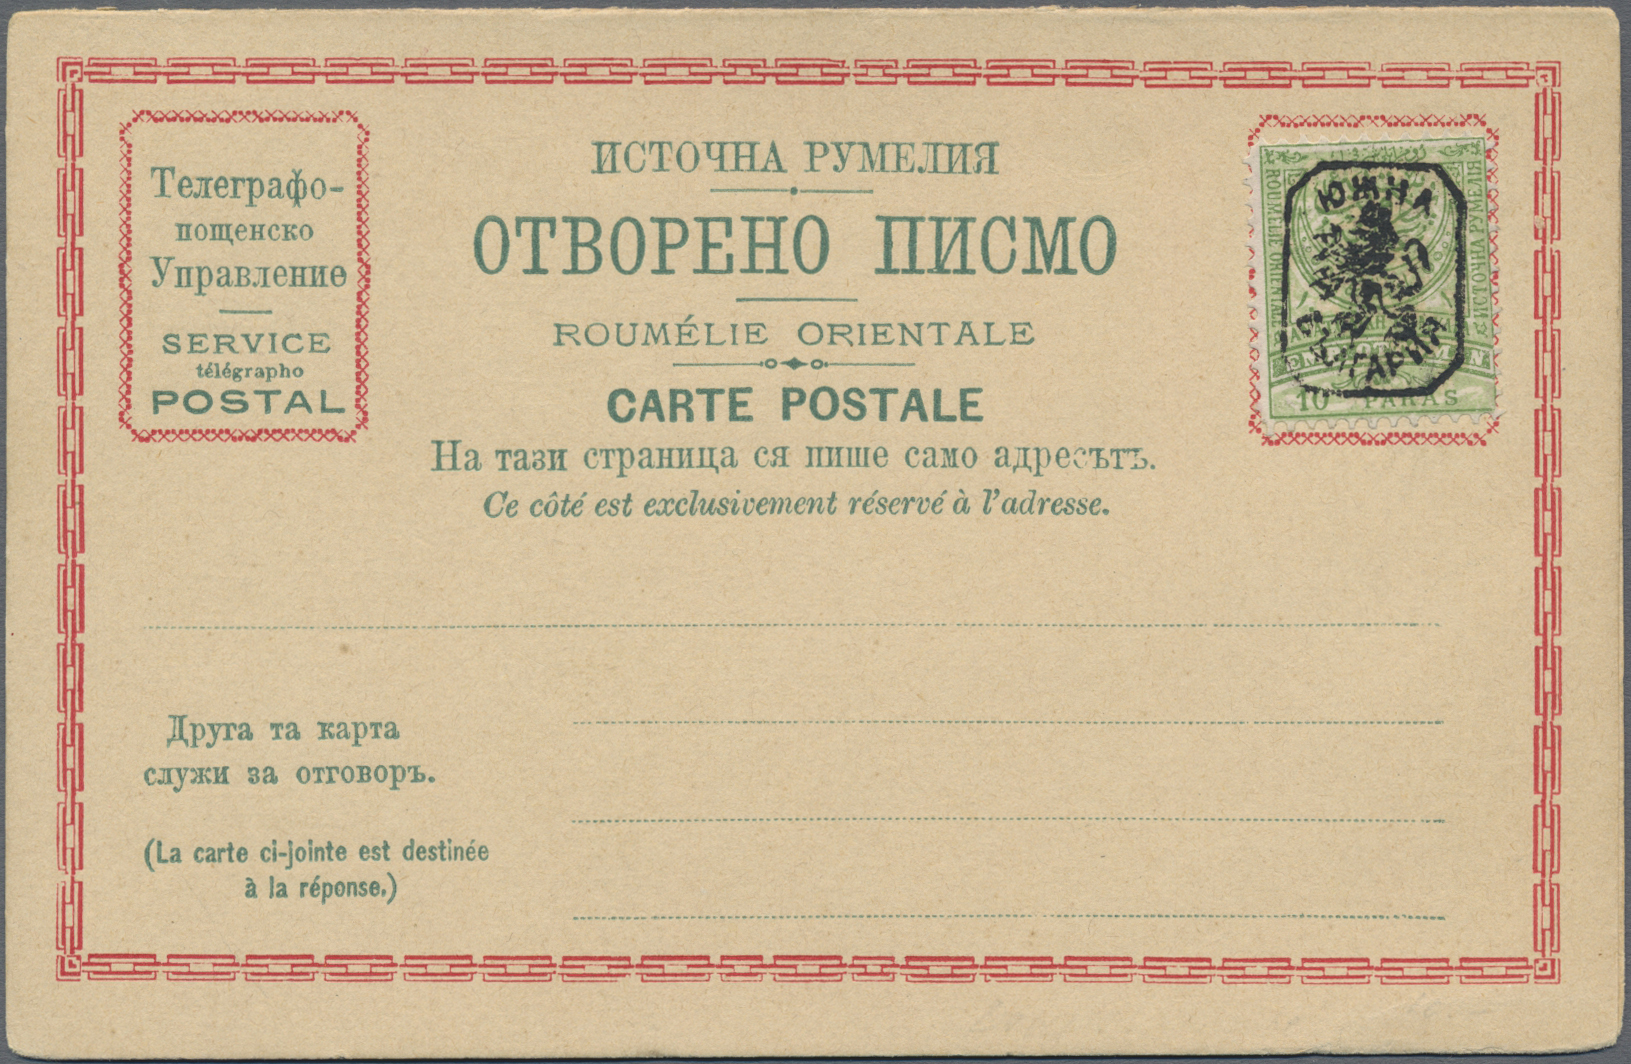 Телеграфо-
пощенско
Управление
SERVICE
télégrapho
POSTAL
ИСТОЧНА РУМЕЛИЯ
ОТВОРЕНО ПИСМО
ROUMÉLIE ORIENTALE
CARTE POSTALE
На тази страница ся пише само адресътъ.
Ce côté est exclusivement réservé à l'adresse.
ROUMELIE ORIENTALE
ИСТОЧНА РУМЕЛІЯ
ЮЖНА
БЪЛГАРИЯ
10 PARAS
Друга та карта
служи за отговоръ.
(La carte ci-jointe est destinée
à la réponse.)